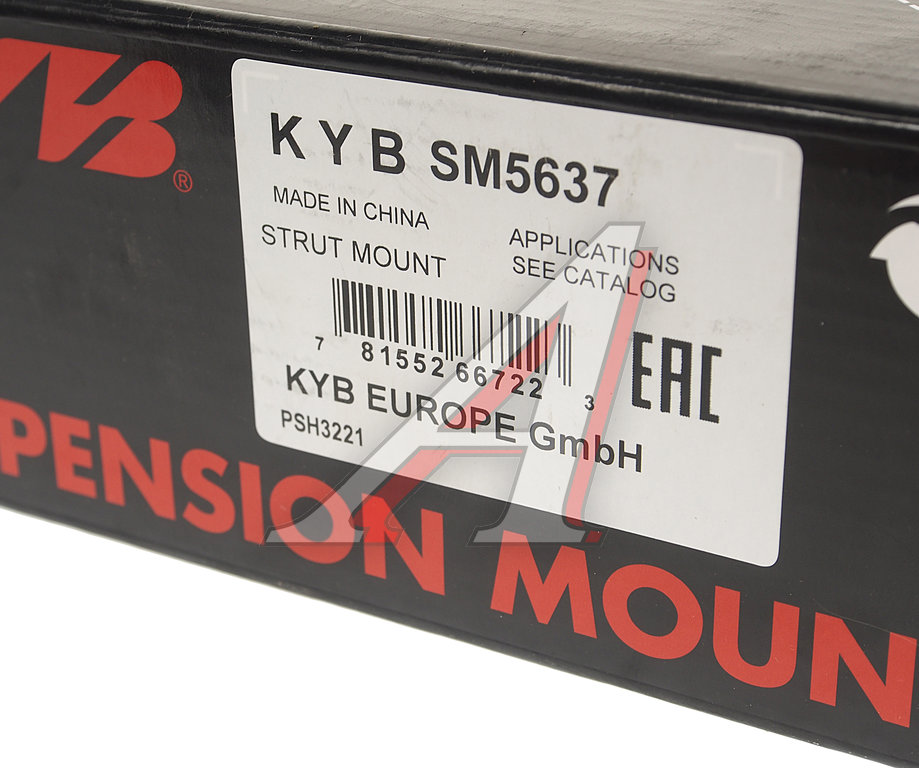 KYB
®
KYB SM5637
MADE IN CHINA
STRUT MOUNT
APPLICATIONS
SEE CATALOG
7 81552 66722 3
EAC
KYB EUROPE GmbH
PSH3221
PENSION MOUN